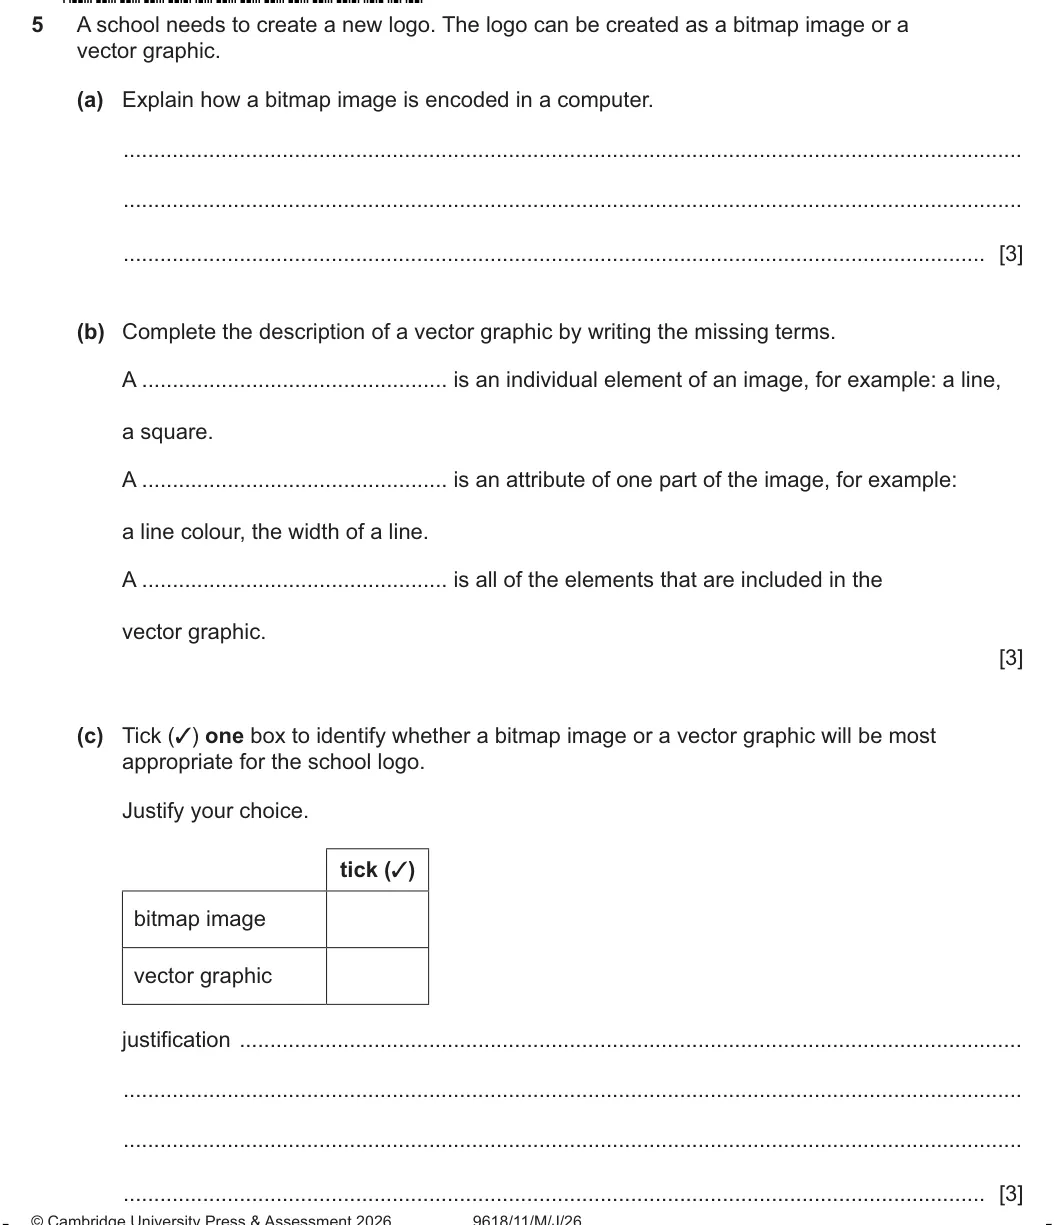 5 A school needs to create a new logo. The logo can be created as a bitmap image or a
vector graphic.
(a) Explain how a bitmap image is encoded in a computer.
...................................................................................................................................................
...................................................................................................................................................
............................................................................................................................................. [3]
(b) Complete the description of a vector graphic by writing the missing terms.
A .................................................. is an individual element of an image, for example: a line,
a square.
A .................................................. is an attribute of one part of the image, for example:
a line colour, the width of a line.
A .................................................. is all of the elements that are included in the
vector graphic.
[3]
(c) Tick (✓) one box to identify whether a bitmap image or a vector graphic will be most
appropriate for the school logo.
Justify your choice.
tick (✓)
bitmap image
vector graphic
justification ................................................................................................................................
...................................................................................................................................................
...................................................................................................................................................
............................................................................................................................................. [3]
© Cambridge University Press & Assessment 2026 9618/11/M/J/26